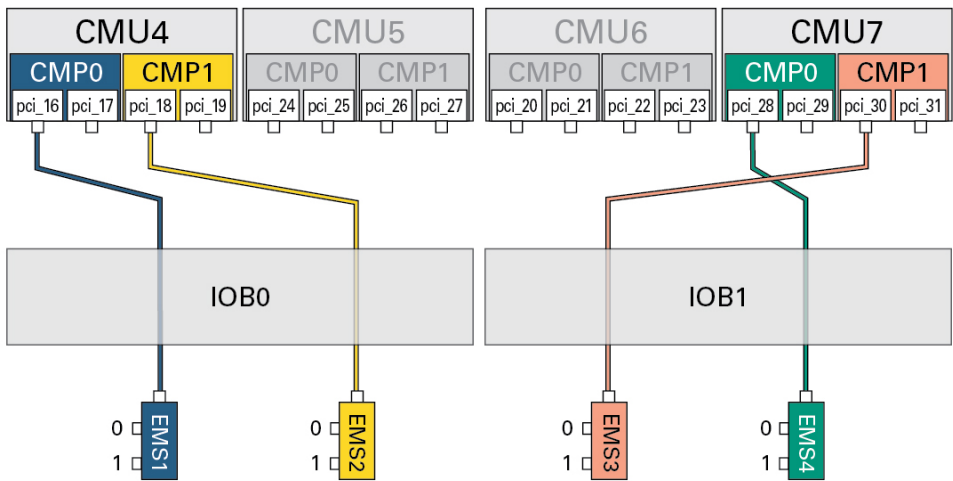 CMU4 CMU5 CMU6 CMU7
CMP0 CMP1 CMP0 CMP1 CMP0 CMP1 CMP0 CMP1
pci_16 pci_17 pci_18 pci_19 pci_24 pci_25 pci_26 pci_27 pci_20 pci_21 pci_22 pci_23 pci_28 pci_29 pci_30 pci_31
IOB0 IOB1
EMS1 EMS2 EMS3 EMS4
0 0 0 0
1 1 1 1